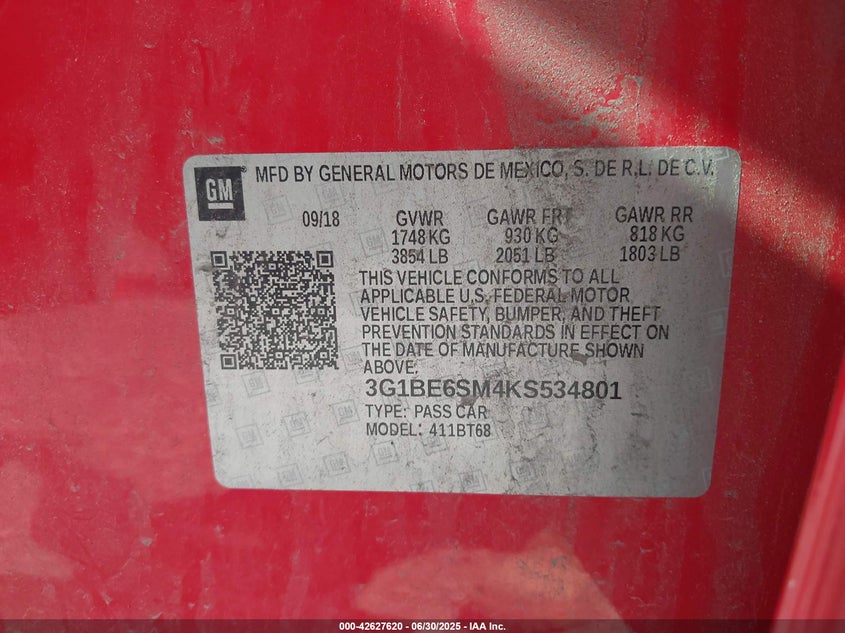 GM
MFD BY GENERAL MOTORS DE MEXICO, S. DE R.L. DE C.V.
09/18 GVWR GAWR FRT GAWR RR
1748 KG 930 KG 818 KG
3854 LB 2051 LB 1803 LB
THIS VEHICLE CONFORMS TO ALL
APPLICABLE U.S. FEDERAL MOTOR
VEHICLE SAFETY, BUMPER, AND THEFT
PREVENTION STANDARDS IN EFFECT ON
THE DATE OF MANUFACTURE SHOWN
ABOVE.
3G1BE6SM4KS534801
TYPE: PASS CAR
MODEL: 411BT68
000-42627620 - 06/30/2025 - IAA Inc.